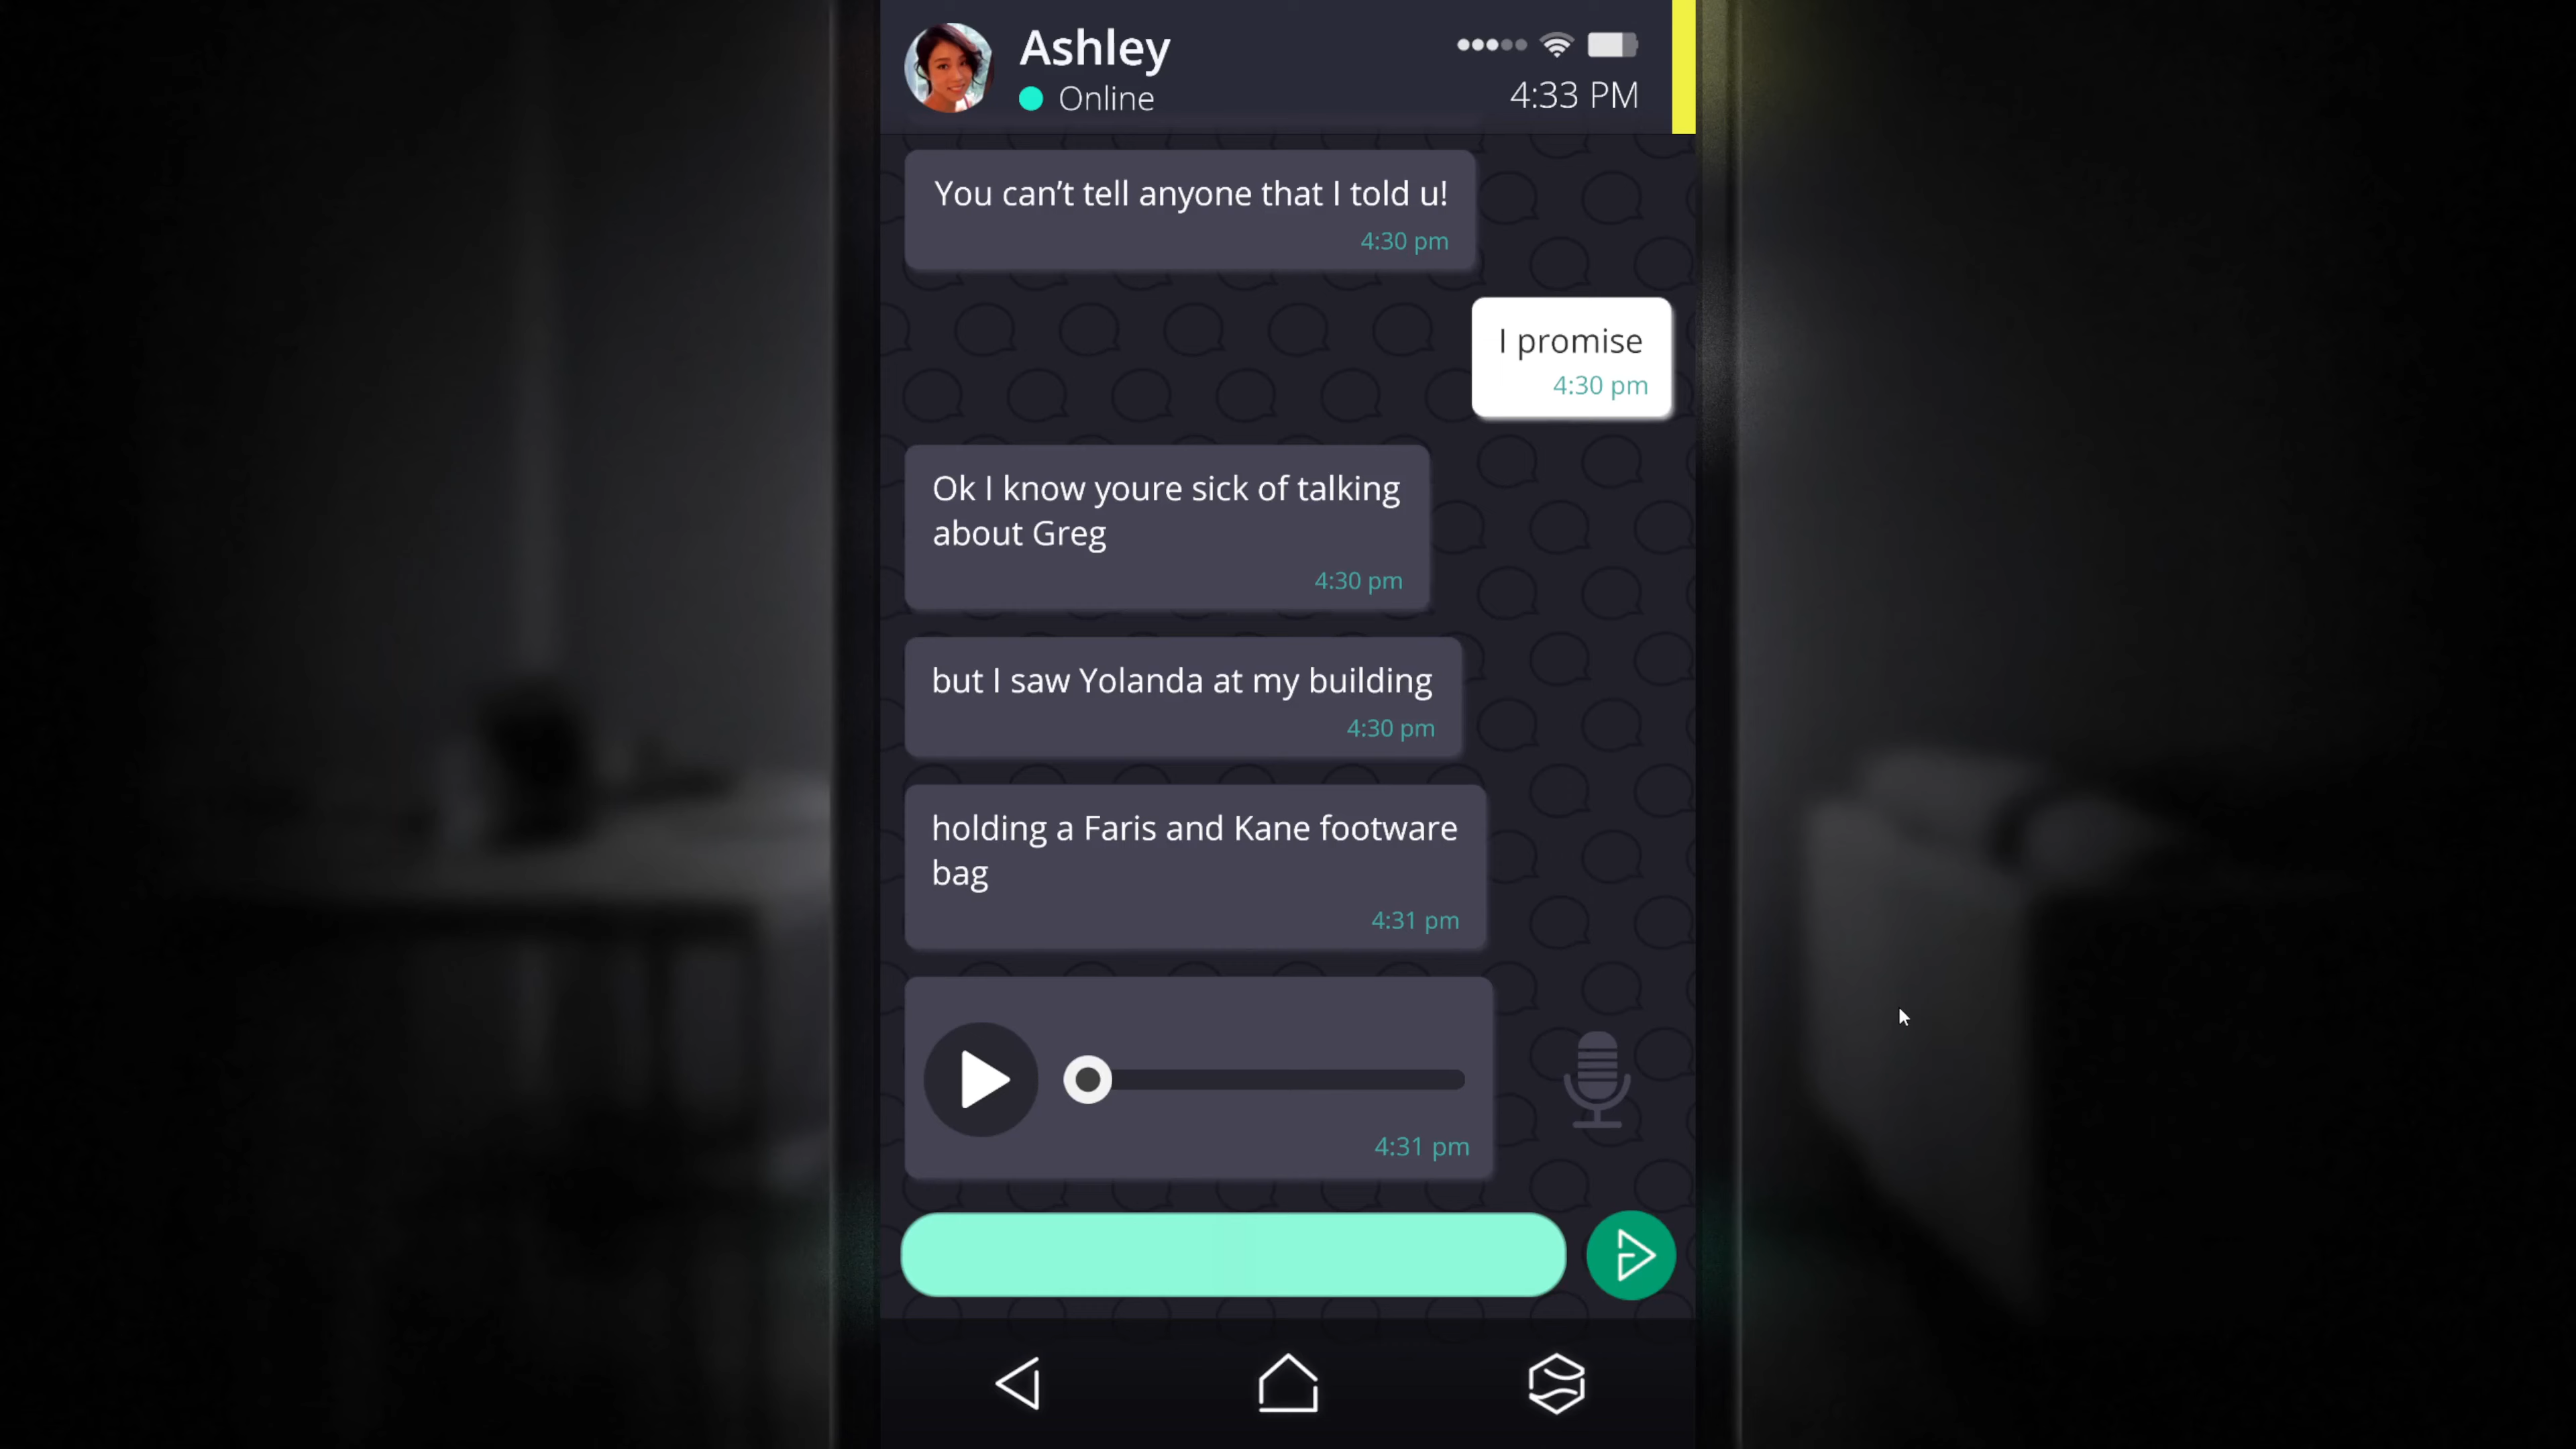 Ashley
Online
4:33 PM
You can’t tell anyone that I told u!
4:30 pm
I promise
4:30 pm
Ok I know youre sick of talking
about Greg
4:30 pm
but I saw Yolanda at my building
4:30 pm
holding a Faris and Kane footware
bag
4:31 pm
4:31 pm